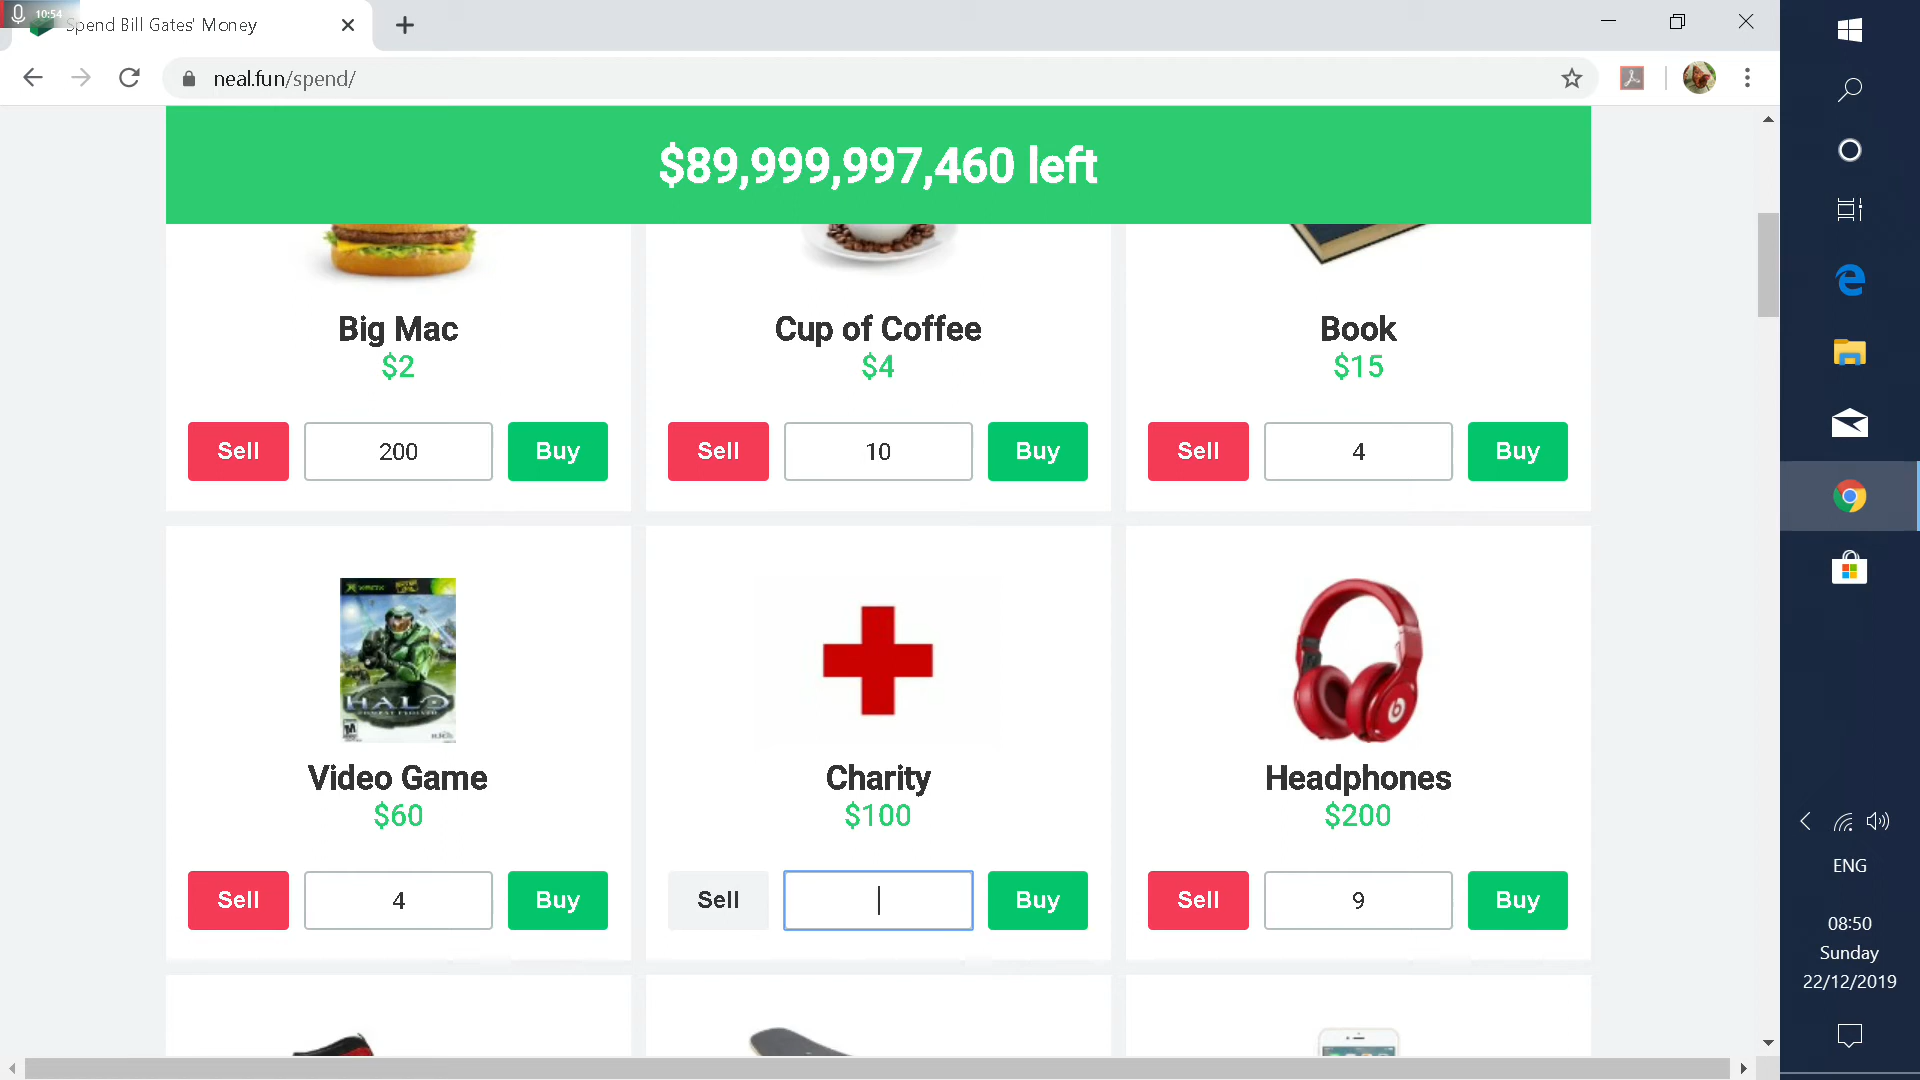 10:54
Spend Bill Gates' Money
neal.fun/spend/
$89,999,997,460 left
Big Mac
$2
Sell 200 Buy
Cup of Coffee
$4
Sell 10 Buy
Book
$15
Sell 4 Buy
XBOX
HALO
Video Game
$60
Sell 4 Buy
Charity
$100
Sell Buy
b
Headphones
$200
Sell 9 Buy
ENG
08:50
Sunday
22/12/2019